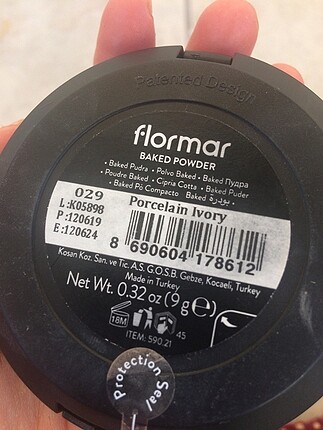 Patented Design
flormar
BAKED POWDER
• Baked Pudra • Polvo Baked • Baked Пудра
• Poudre Baked • Cipria Cotta • Baked Puder
• Baked Pó Compacto Baked بودرة •
029 Porcelain Ivory
L:K05898
P:120619
E:120624
8 690604 178612
Kosan Koz. San. ve Tic. A.Ş. G.O.S.B. Gebze, Kocaeli, Turkey
Made in Turkey
Net Wt. 0.32 oz (9 g) e
18M
45
ITEM: 590.21
Protection Seal